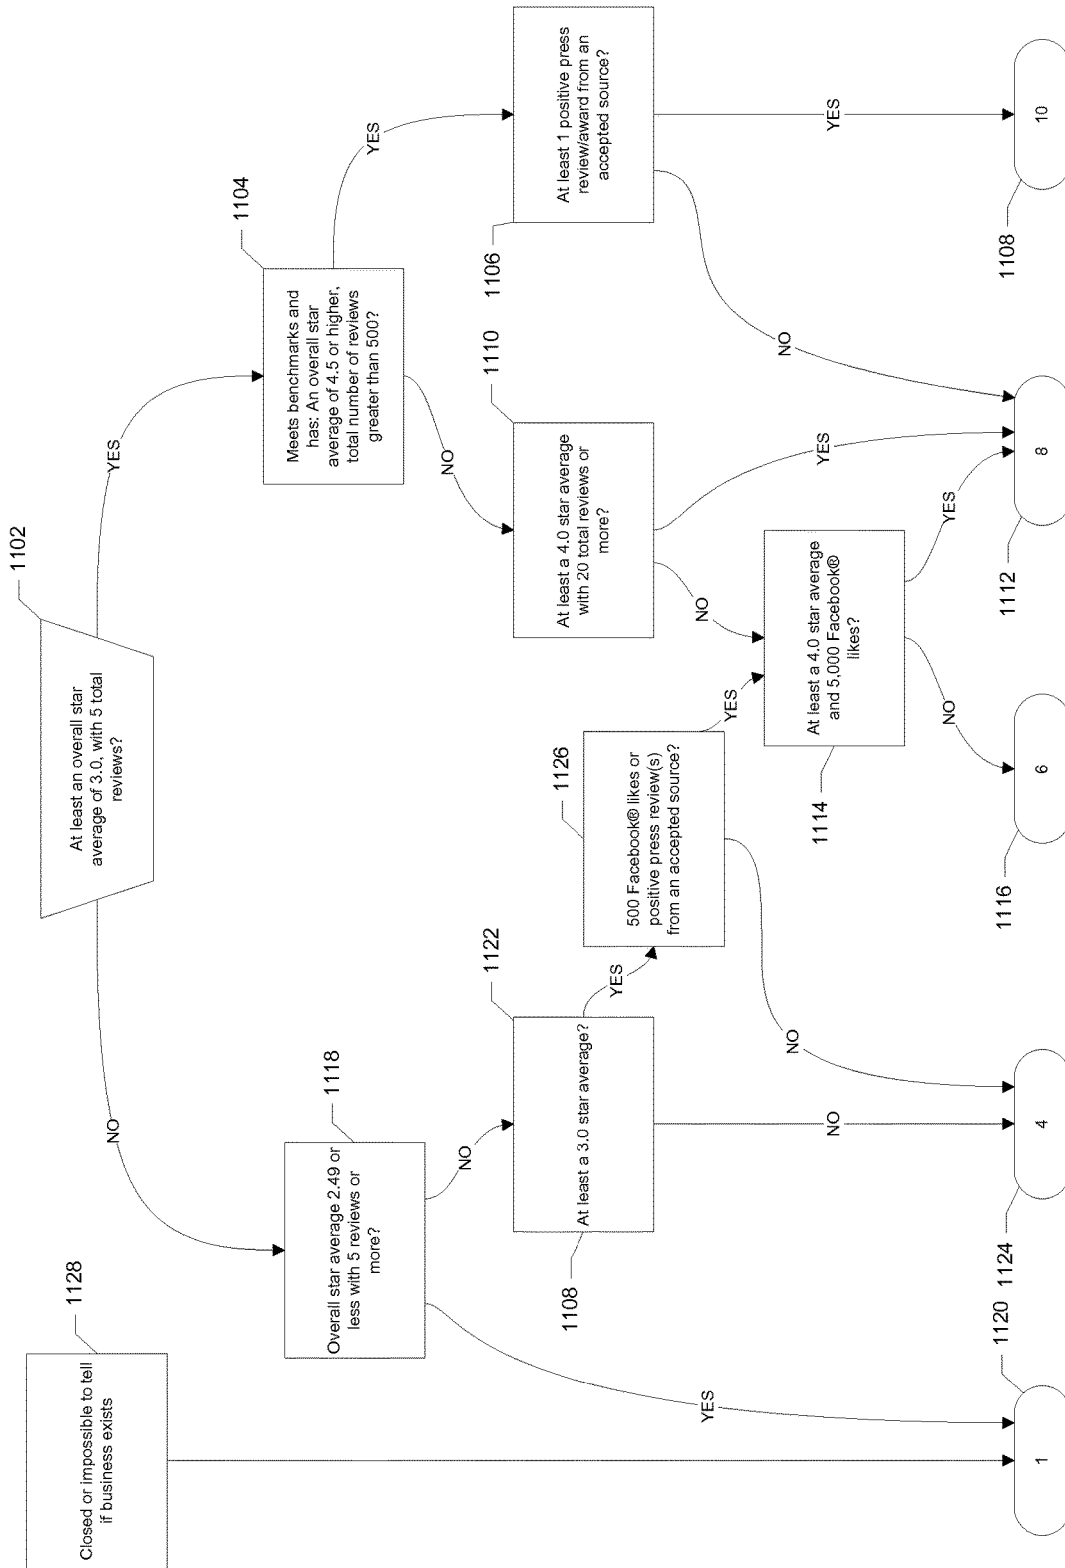 1128
Closed or impossible to tell
if business exists
1102
At least an overall star
average of 3.0, with 5 total
reviews?
NO
YES
1118
Overall star average 2.49 or
less with 5 reviews or
more?
1104
Meets benchmarks and
has: An overall star
average of 4.5 or higher,
total number of reviews
greater than 500?
NO
YES
NO
YES
1122
At least a 3.0 star average?
1108
1126
500 Facebook® likes or
positive press review(s)
from an accepted source?
1110
At least a 4.0 star average
with 20 total reviews or
more?
1106
At least 1 positive press
review/award from an
accepted source?
YES
YES
NO
YES
NO
YES
NO
NO
1114
At least a 4.0 star average
and 5,000 Facebook®
likes?
YES
NO
YES
1120
1
1124
4
1116
6
1112
8
1108
10